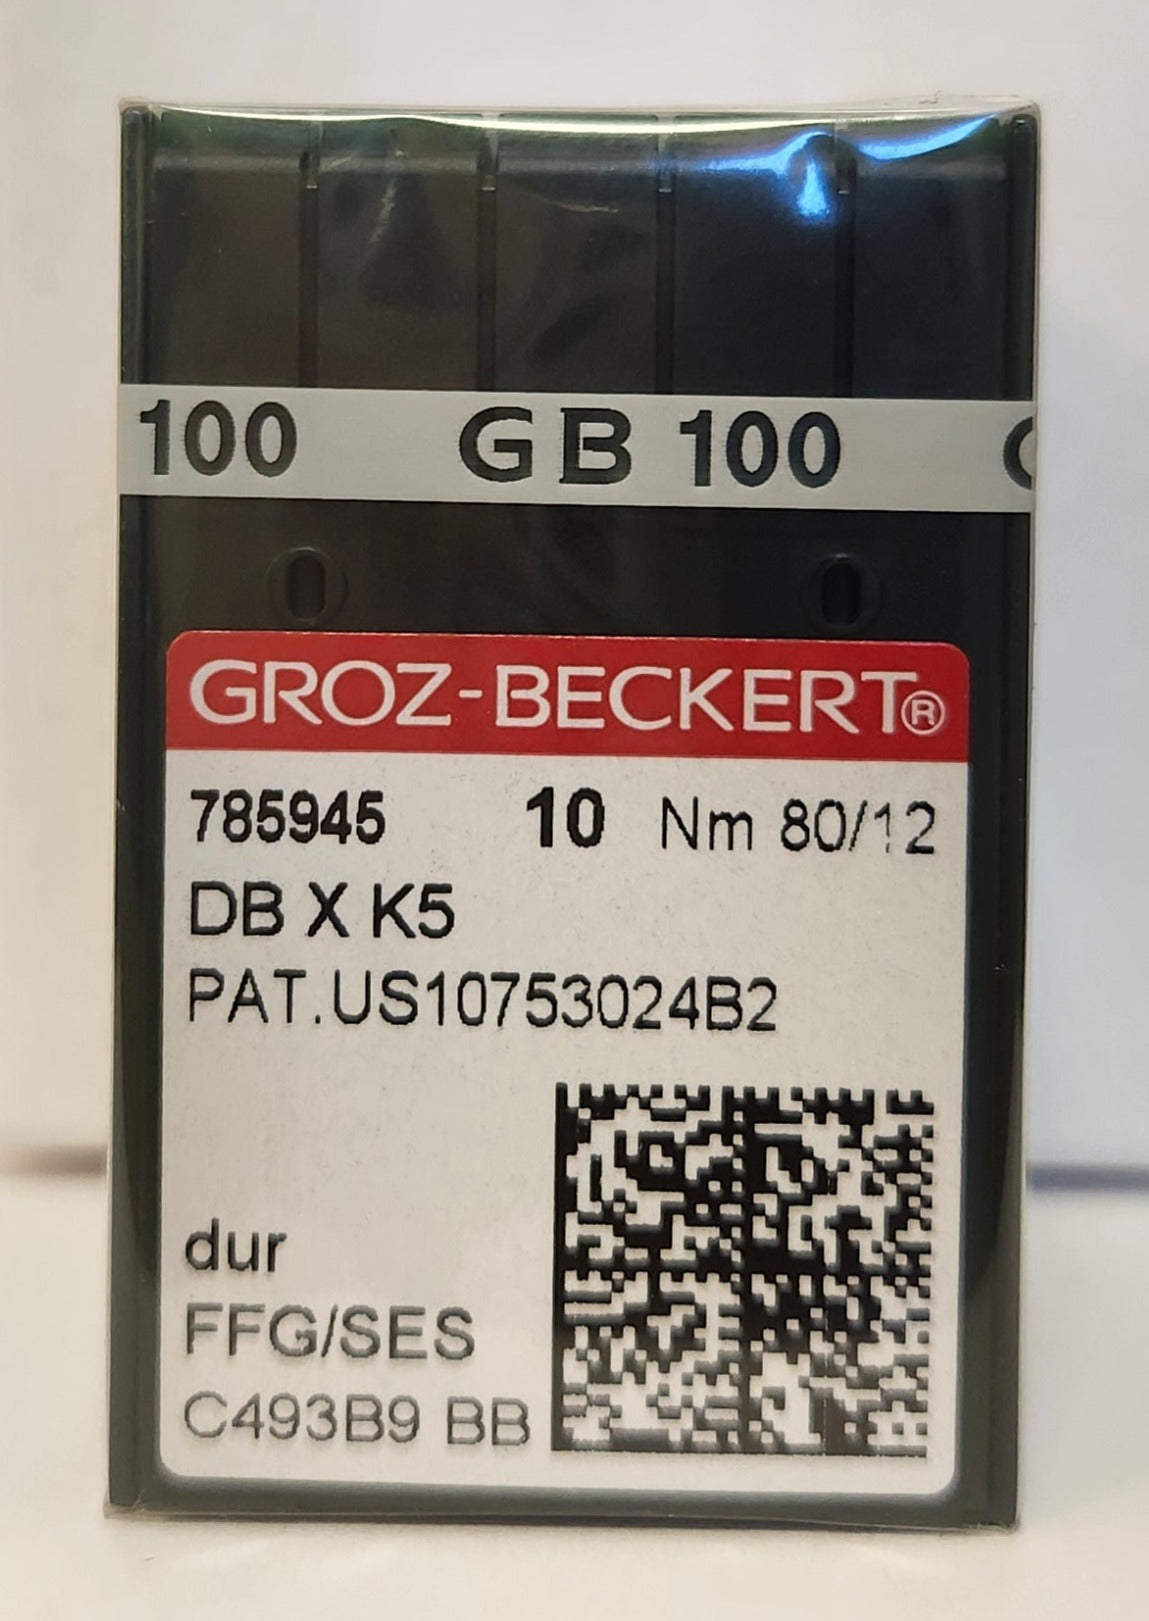 100 GB 100
GROZ-BECKERT®
785945 10 Nm 80/12
DB X K5
PAT.US10753024B2
dur
FFG/SES
C493B9 BB